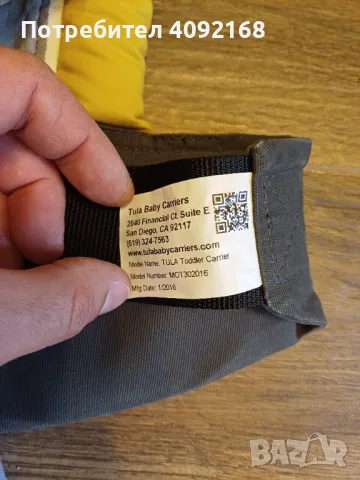 Потребител 4092168
Tula Baby Carriers
2640 Financial Ct. Suite E
San Diego, CA 92117
(619) 324-7563
www.tulababycarriers.com
Model Name: TULA Toddler Carrier
Model Number: MOT302016
Mfg Date: 1/2016
bazar